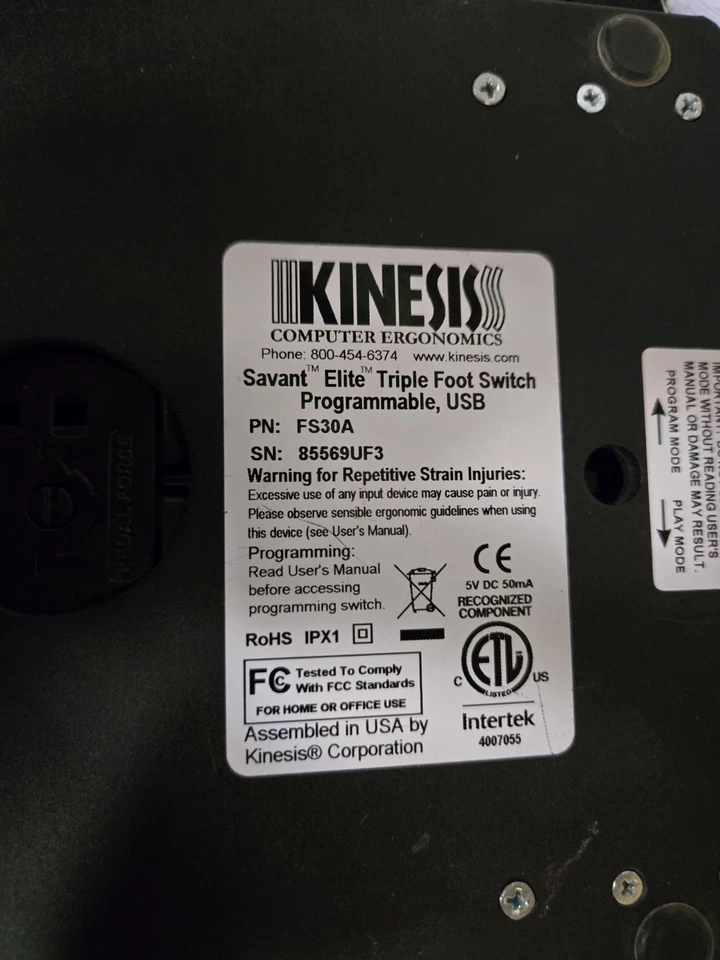 KINESIS
COMPUTER ERGONOMICS
Phone: 800-454-6374 www.kinesis.com
Savant™ Elite™ Triple Foot Switch
Programmable, USB
PN: FS30A
SN: 85569UF3
Warning for Repetitive Strain Injuries:
Excessive use of any input device may cause pain or injury.
Please observe sensible ergonomic guidelines when using
this device (see User's Manual).
Programming:
Read User's Manual
before accessing
programming switch.
CE
5V DC 50mA
RECOGNIZED
COMPONENT
RoHS IPX1
FC Tested To Comply
With FCC Standards
FOR HOME OR OFFICE USE
C ETL US
LISTED
Intertek
4007055
Assembled in USA by
Kinesis® Corporation
MODE WITHOUT READING USER'S
MANUAL OR DAMAGE MAY RESULT.
PROGRAM MODE PLAY MODE
PEDAL FORCE